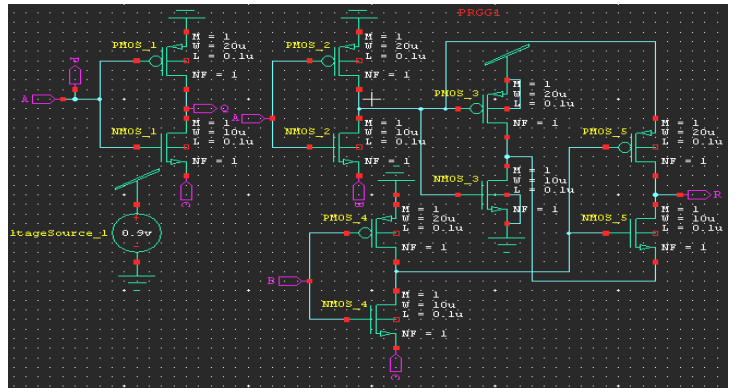 PRGG1
PMOS_1
M = 1
W = 20u
L = 0.1u
NF = 1
PMOS_2
M = 1
W = 20u
L = 0.1u
NF = 1
P
A
Q
NMOS_1
M = 1
W = 10u
L = 0.1u
NF = 1
A
NMOS_2
M = 1
W = 10u
L = 0.1u
NF = 1
PMOS_3
M = 1
W = 20u
L = 0.1u
NF = 1
PMOS_5
M = 1
W = 20u
L = 0.1u
NF = 1
NMOS_3
M = 1
W = 10u
L = 0.1u
NF = 1
C
B
ltageSource_1
0.9v
PMOS_4
M = 1
W = 20u
L = 0.1u
NF = 1
NMOS_5
M = 1
W = 10u
L = 0.1u
NF = 1
R
B
NMOS_4
M = 1
W = 10u
L = 0.1u
NF = 1
C